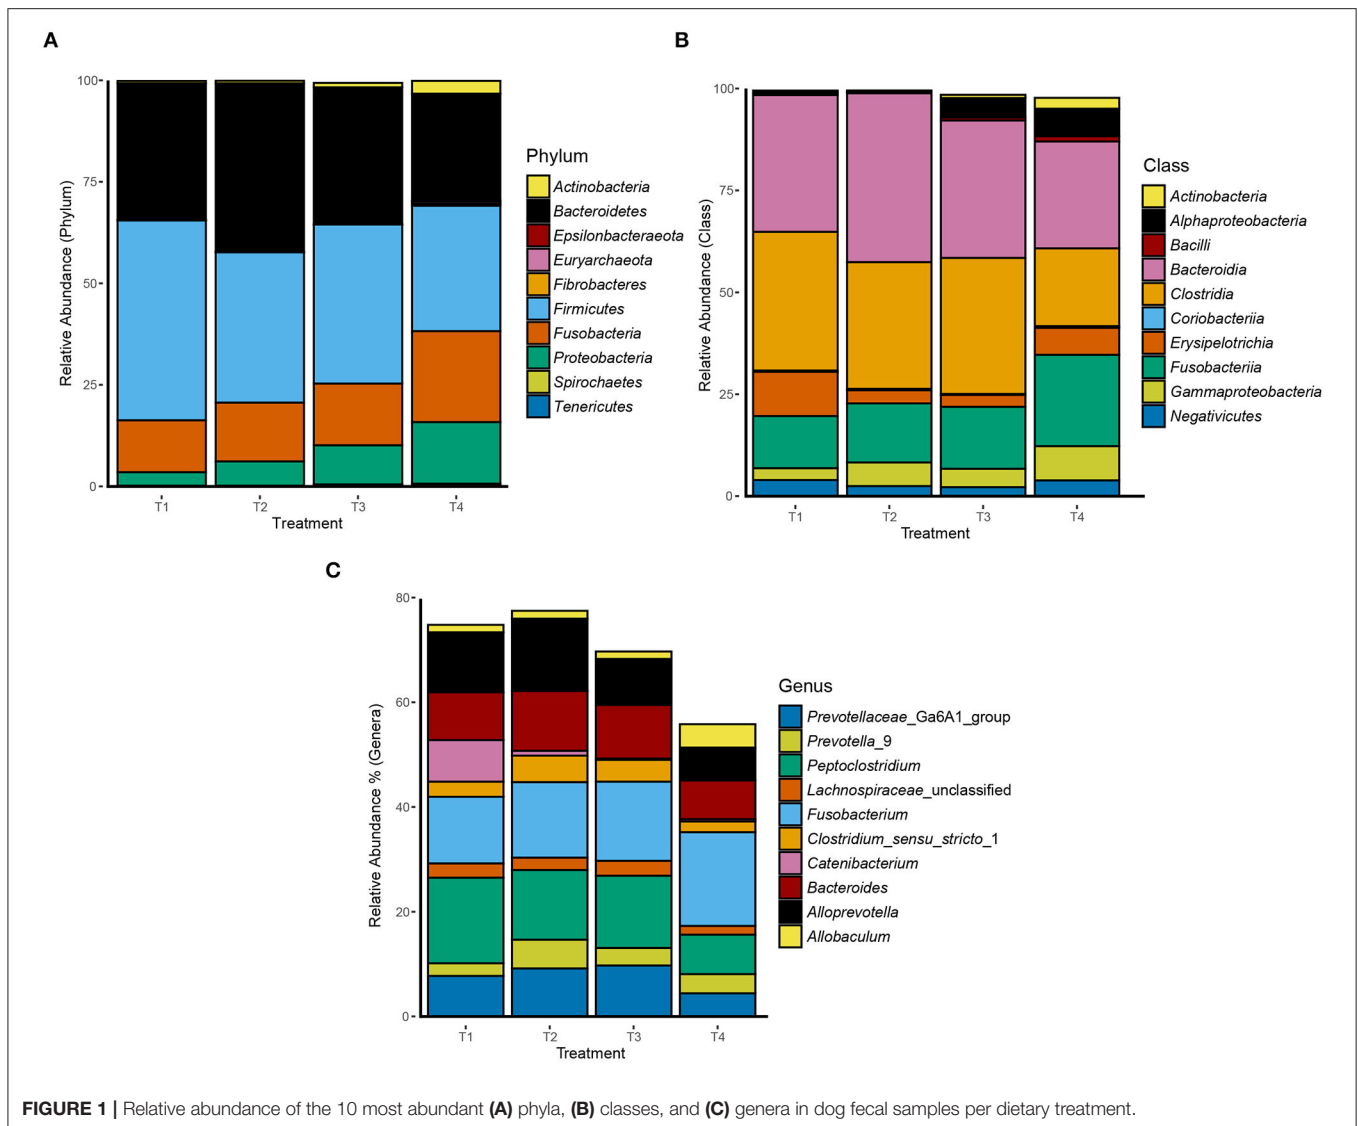 A
Relative Abundance (Phylum)
100
75
50
25
0
T1 T2 T3 T4
Treatment
Phylum
Actinobacteria
Bacteroidetes
Epsilonbacteraeota
Euryarchaeota
Fibrobacteres
Firmicutes
Fusobacteria
Proteobacteria
Spirochaetes
Tenericutes
B
Relative Abundance (Class)
100
75
50
25
0
T1 T2 T3 T4
Treatment
Class
Actinobacteria
Alphaproteobacteria
Bacilli
Bacteroidia
Clostridia
Coriobacteriia
Erysipelotrichia
Fusobacteriia
Gammaproteobacteria
Negativicutes
C
Relative Abundance % (Genera)
80
60
40
20
0
T1 T2 T3 T4
Treatment
Genus
Prevotellaceae_Ga6A1_group
Prevotella_9
Peptoclostridium
Lachnospiraceae_unclassified
Fusobacterium
Clostridium_sensu_stricto_1
Catenibacterium
Bacteroides
Alloprevotella
Allobaculum
FIGURE 1 | Relative abundance of the 10 most abundant (A) phyla, (B) classes, and (C) genera in dog fecal samples per dietary treatment.